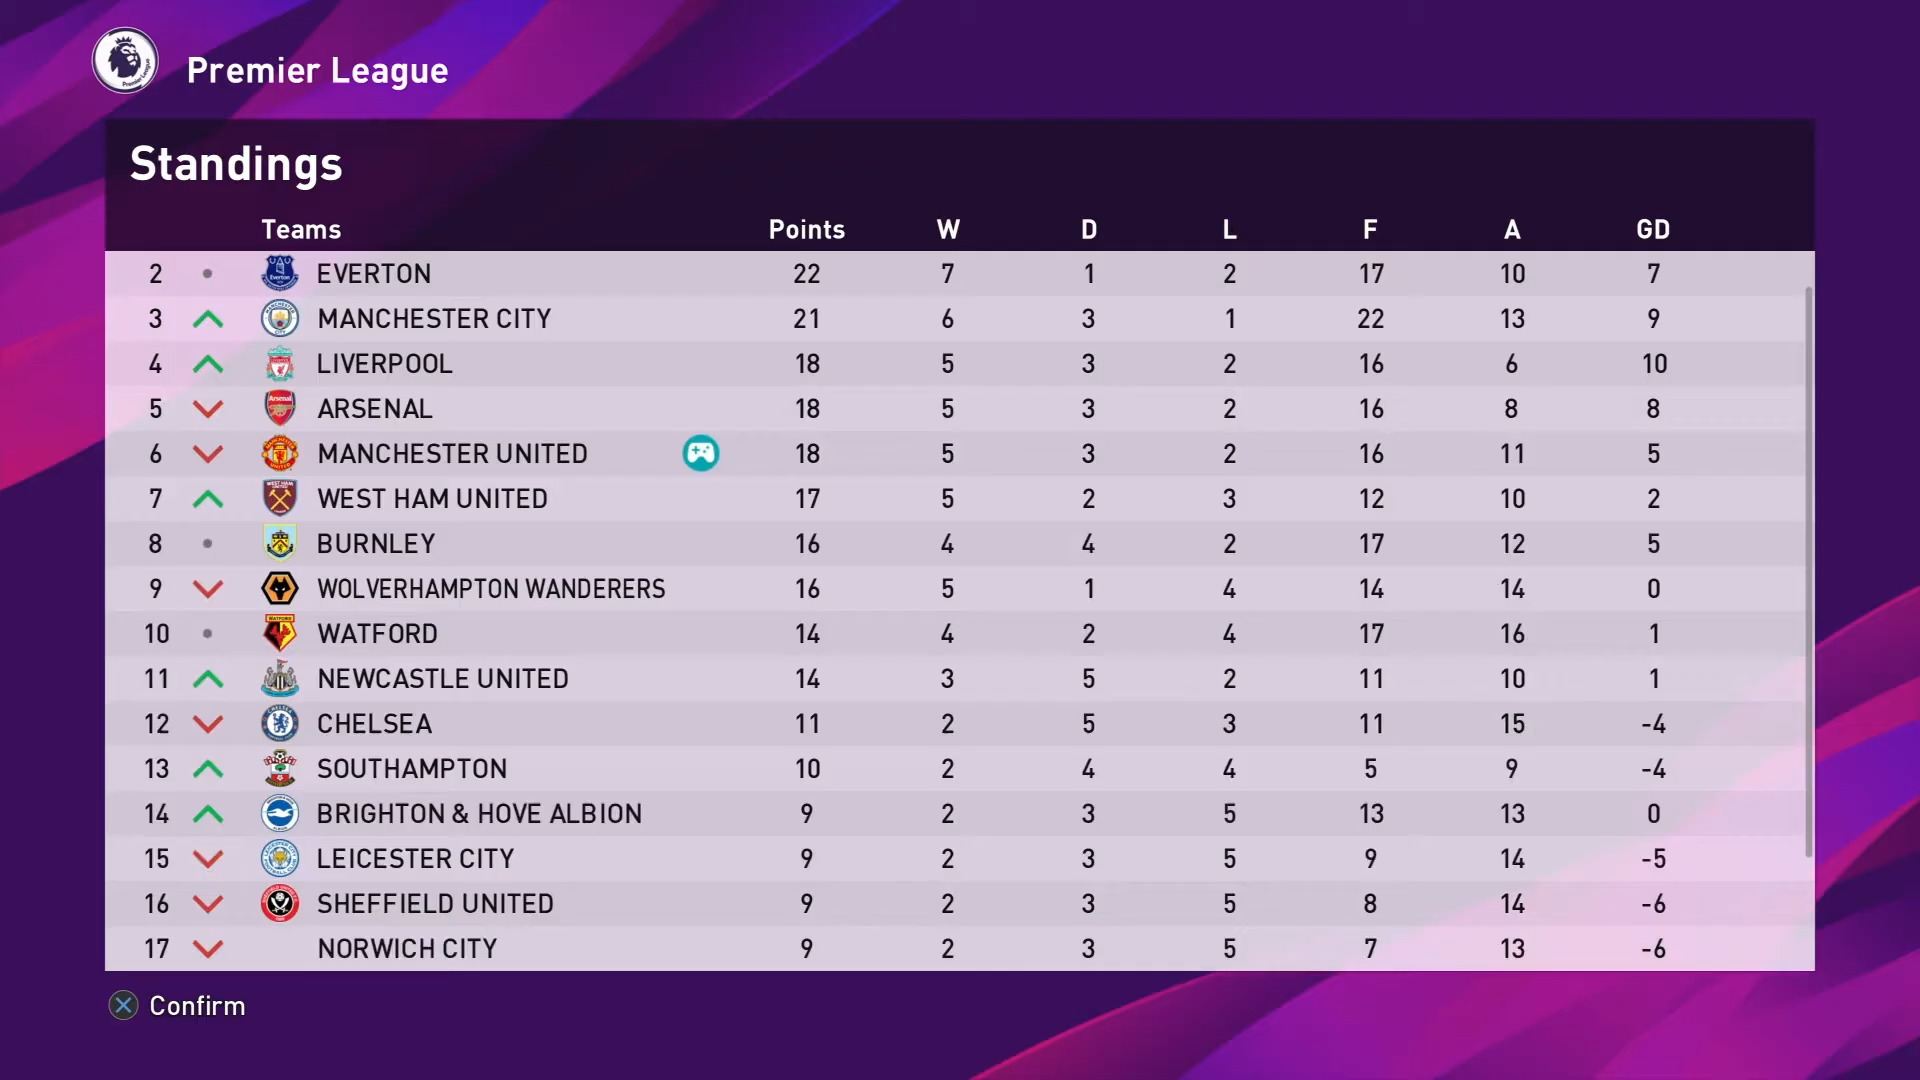 Premier League
Standings
Teams Points W D L F A GD
2 EVERTON 22 7 1 2 17 10 7
3 MANCHESTER CITY 21 6 3 1 22 13 9
4 LIVERPOOL 18 5 3 2 16 6 10
5 ARSENAL 18 5 3 2 16 8 8
6 MANCHESTER UNITED 18 5 3 2 16 11 5
7 WEST HAM UNITED 17 5 2 3 12 10 2
8 BURNLEY 16 4 4 2 17 12 5
9 WOLVERHAMPTON WANDERERS 16 5 1 4 14 14 0
10 WATFORD 14 4 2 4 17 16 1
11 NEWCASTLE UNITED 14 3 5 2 11 10 1
12 CHELSEA 11 2 5 3 11 15 -4
13 SOUTHAMPTON 10 2 4 4 5 9 -4
14 BRIGHTON & HOVE ALBION 9 2 3 5 13 13 0
15 LEICESTER CITY 9 2 3 5 9 14 -5
16 SHEFFIELD UNITED 9 2 3 5 8 14 -6
17 NORWICH CITY 9 2 3 5 7 13 -6
Confirm